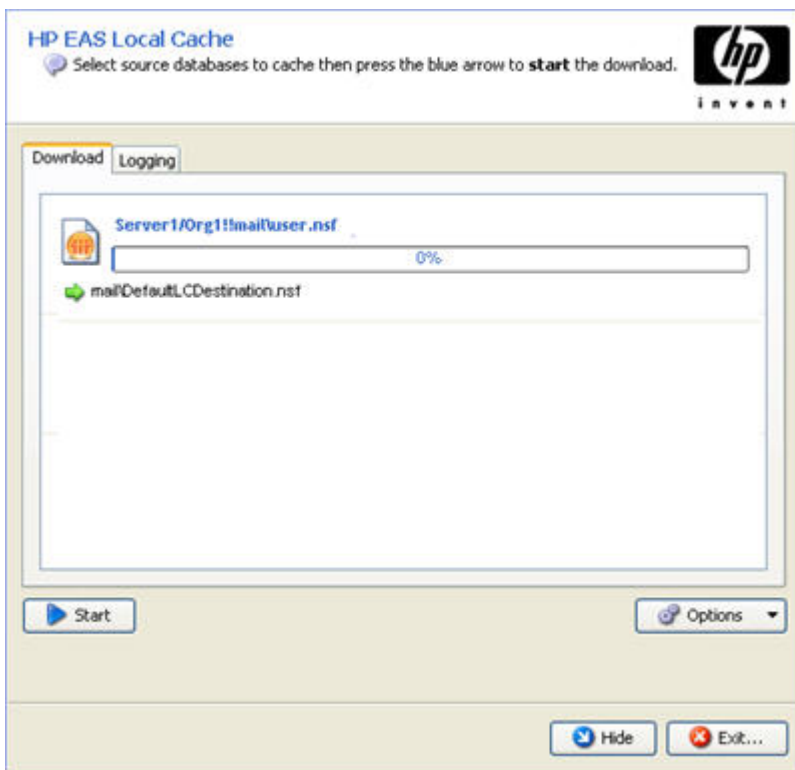 HP EAS Local Cache
Select source databases to cache then press the blue arrow to start the download.
hp
invent
Download
Logging
Server1/Org1!!mail\user.nsf
0%
mail\DefaultLCDestination.nsf
Start
Options
Hide
Exit...